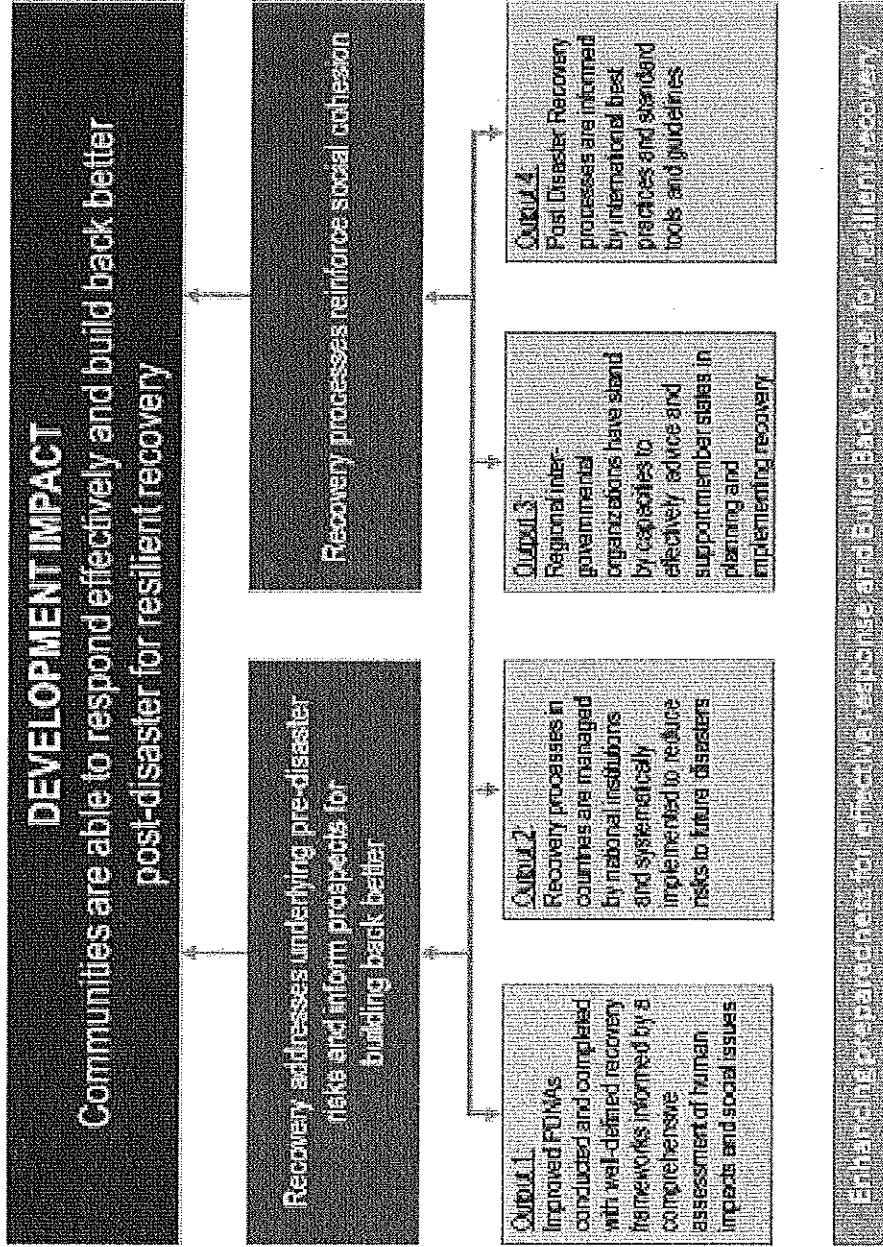 DEVELOPMENT IMPACT
Communities are able to respond effectively and build back better
post-disaster for resilient recovery
Recovery addresses underlying pre-disaster
risks and inform prospects for
building back better
Recovery processes reinforce social cohesion
Output 1
Improved PDNAs
conducted and completed
with well-defined recovery
frameworks informed by a
comprehensive
assessment of human
impacts and social issues
Output 2
Recovery processes in
countries are managed
by national institutions
and systematically
implemented to reduce
risks to future disasters
Output 3
Regional inter-
governmental
organizations have stand
by capacities to
effectively advice and
support member states in
planning and
implementing recovery
Output 4
Post Disaster Recovery
processes are informed
by international best
practices and standard
tools and guidelines
Enhancing preparedness for effective response and Build Back Better for resilient recovery